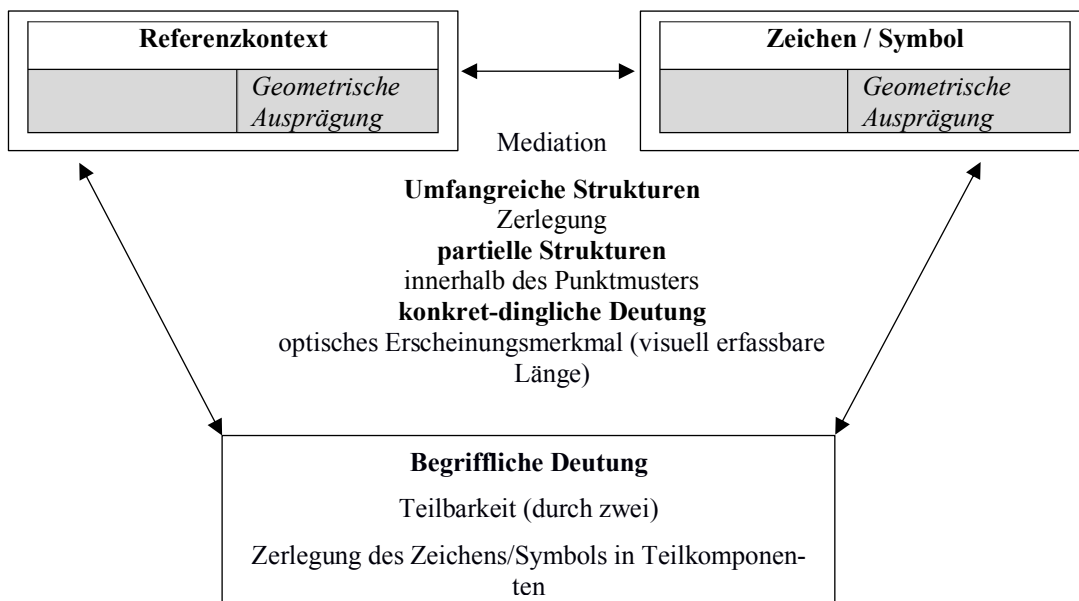 Referenzkontext
Geometrische
Ausprägung
Zeichen / Symbol
Geometrische
Ausprägung
Mediation
Umfangreiche Strukturen
Zerlegung
partielle Strukturen
innerhalb des Punktmusters
konkret-dingliche Deutung
optisches Erscheinungsmerkmal (visuell erfassbare
Länge)
Begriffliche Deutung
Teilbarkeit (durch zwei)
Zerlegung des Zeichens/Symbols in Teilkomponen-
ten